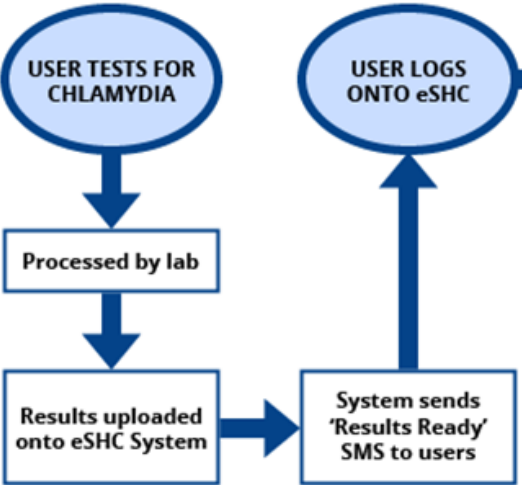 USER TESTS FOR
CHLAMYDIA
Processed by lab
Results uploaded
onto eSHC System
System sends
‘Results Ready’
SMS to users
USER LOGS
ONTO eSHC